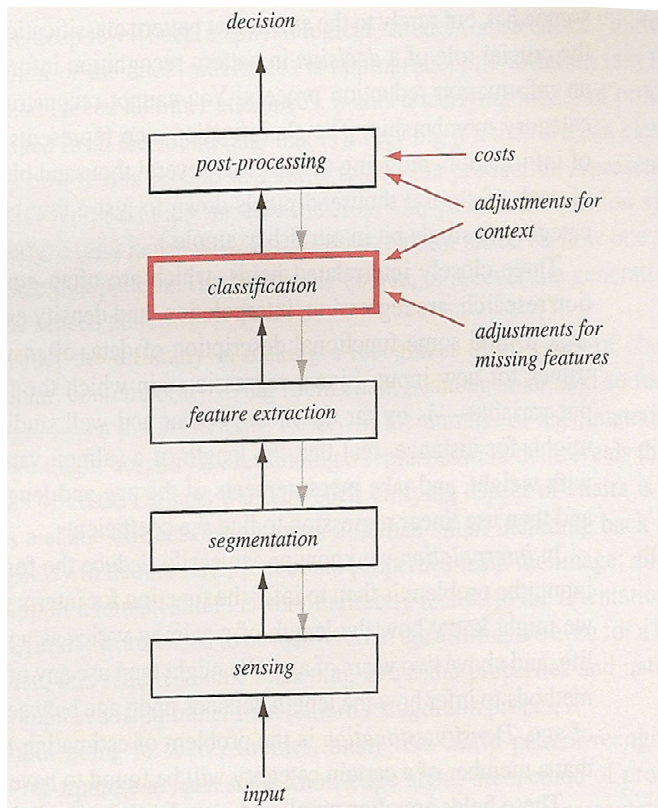 decision
post-processing
costs
adjustments for
context
classification
adjustments for
missing features
feature extraction
segmentation
sensing
input